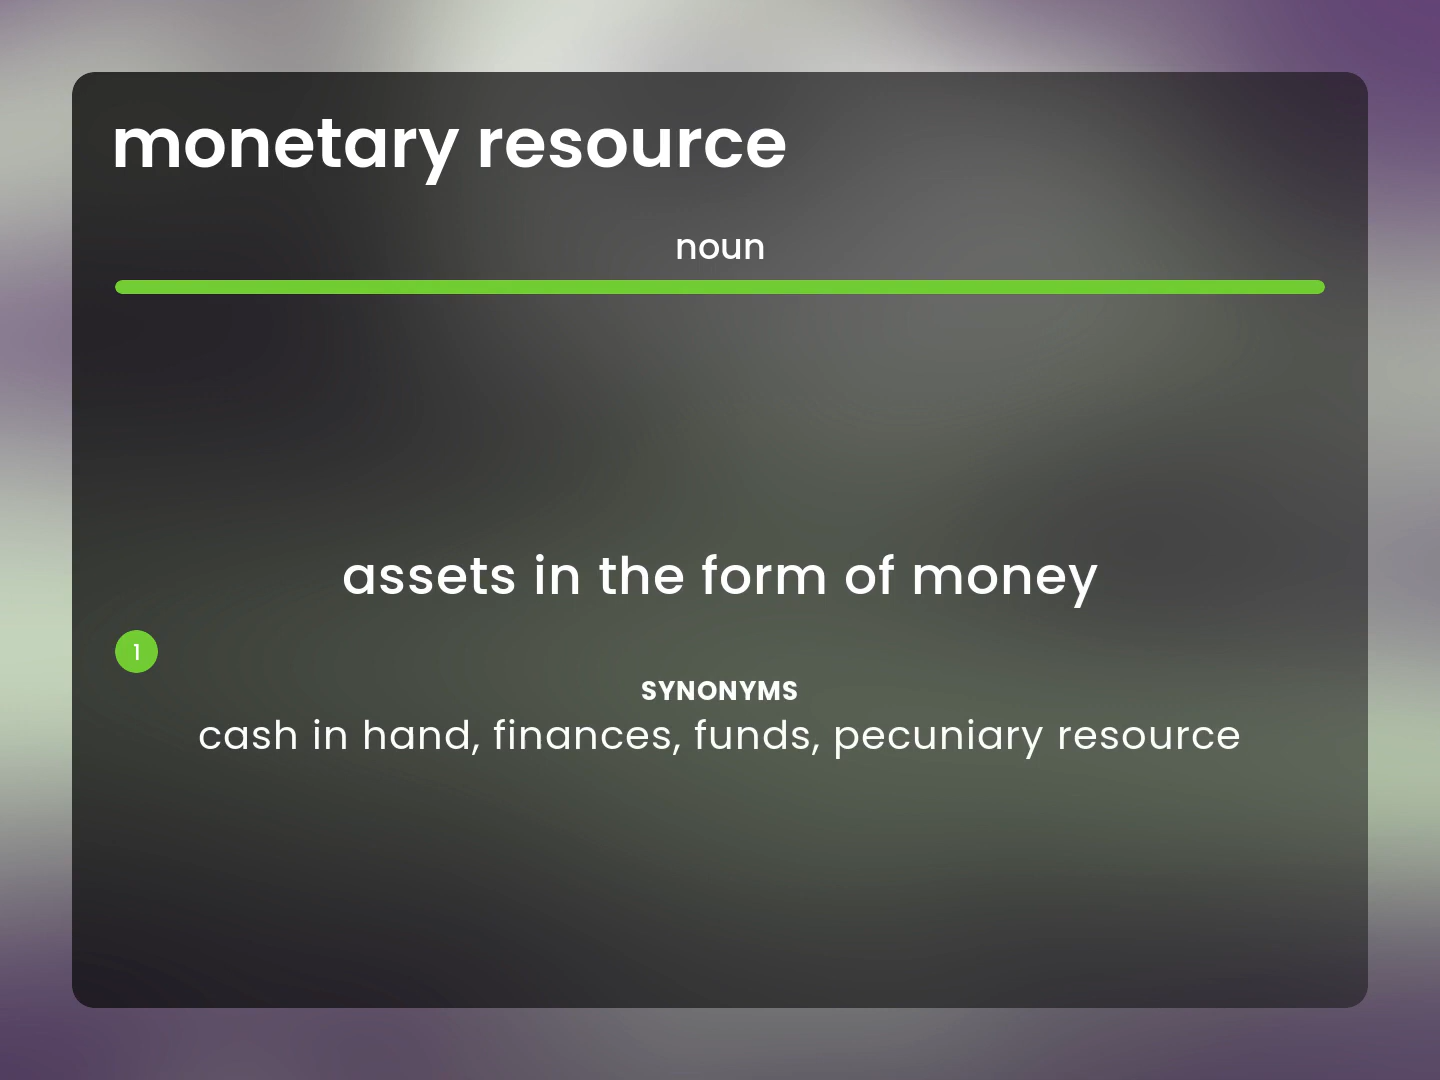 monetary resource
noun
assets in the form of money
1
SYNONYMS
cash in hand, finances, funds, pecuniary resource